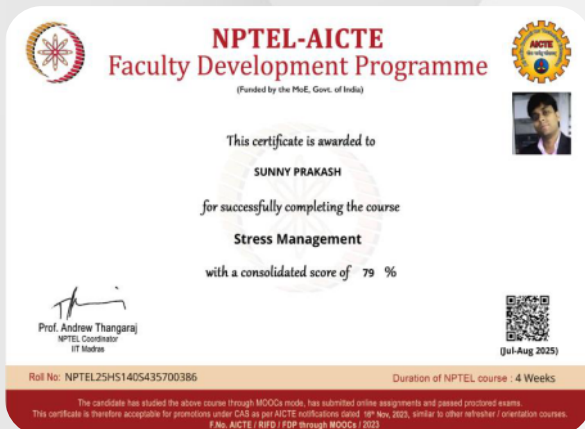 NPTEL-AICTE
Faculty Development Programme
(Funded by the MoE, Govt. of India)
AICTE
This certificate is awarded to
SUNNY PRAKASH
for successfully completing the course
Stress Management
with a consolidated score of 79 %
Prof. Andrew Thangaraj
NPTEL Coordinator
IIT Madras
(Jul-Aug 2025)
Roll No: NPTEL25HS140S435700386
Duration of NPTEL course : 4 Weeks
The candidate has studied the above course through MOOCs mode, has submitted online assignments and passed proctored exams.
This certificate is therefore acceptable for promotions under CAS as per AICTE notifications dated 16th Nov, 2023, similar to other refresher / orientation courses.
F.No. AICTE / RIFD / FDP through MOOCs / 2023